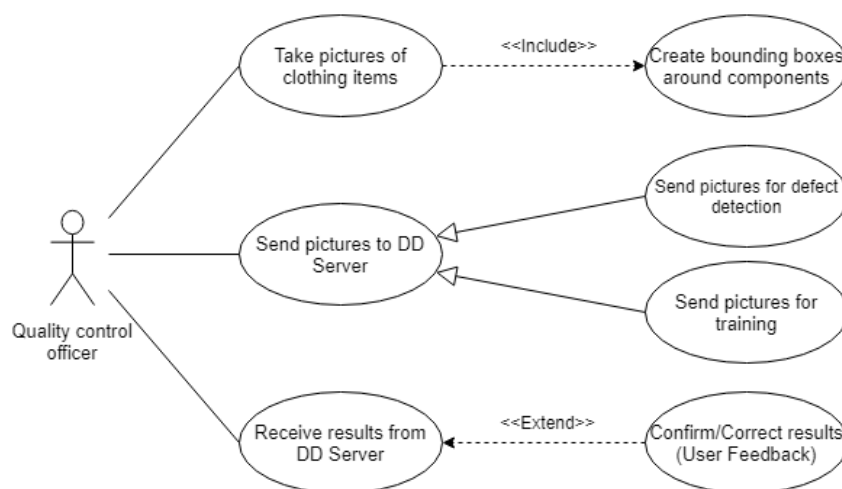 Take pictures of
clothing items
<<Include>>
Create bounding boxes
around components
Send pictures for defect
detection
Send pictures to DD
Server
Send pictures for
training
Quality control
officer
Receive results from
DD Server
<<Extend>>
Confirm/Correct results
(User Feedback)